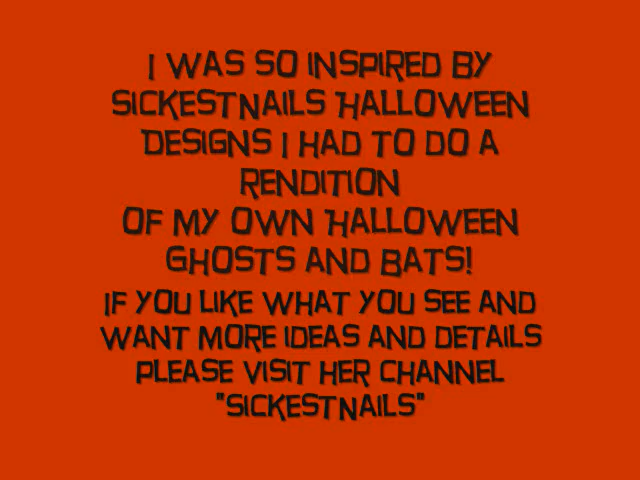 I WAS SO INSPIRED BY
SICKESTNAILS HALLOWEEN
DESIGNS I HAD TO DO A
RENDITION
OF MY OWN HALLOWEEN
GHOSTS AND BATS!
IF YOU LIKE WHAT YOU SEE AND
WANT MORE IDEAS AND DETAILS
PLEASE VISIT HER CHANNEL
"SICKESTNAILS"